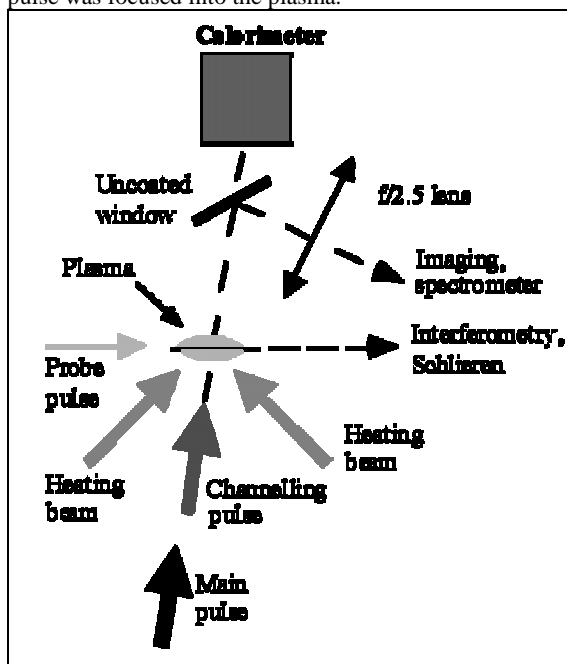 pulse was focused into the plasma.
Calorimeter
Uncoated
window
f/2.5 lens
Plasma
Imaging,
spectrometer
Interferometry,
Schlieren
Probe
pulse
Heating
beam
Heating
beam
Channelling
pulse
Main
pulse